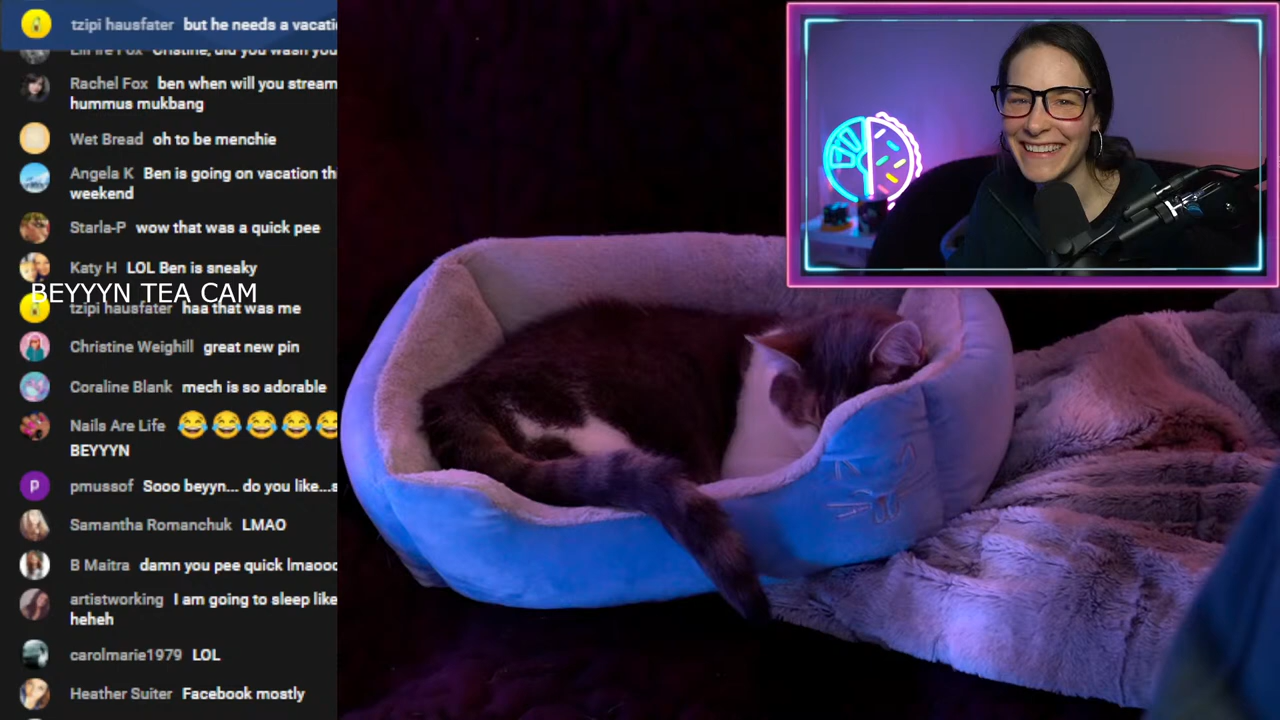 tzipi hausfater but he needs a
Rachel Fox ben when will you stream
hummus mukbang
Wet Bread oh to be menchie
Angela K Ben is going on vacation
weekend
Starla-P wow that was a quick pee
Katy H LOL Ben is sneaky
BEYYYN TEA CAM
tzipi hausfater haa that was me
Christine Weighill great new pin
Coraline Blank mech is so adorable
Nails Are Life 😂😂😂😂😂
BEYYYN
P pmussof Sooo beyyn... do you like...
Samantha Romanchuk LMAO
B Maitra damn you pee quick
artistworking I am going to sleep like
heheh
carolmarie1979 LOL
Heather Suiter Facebook mostly